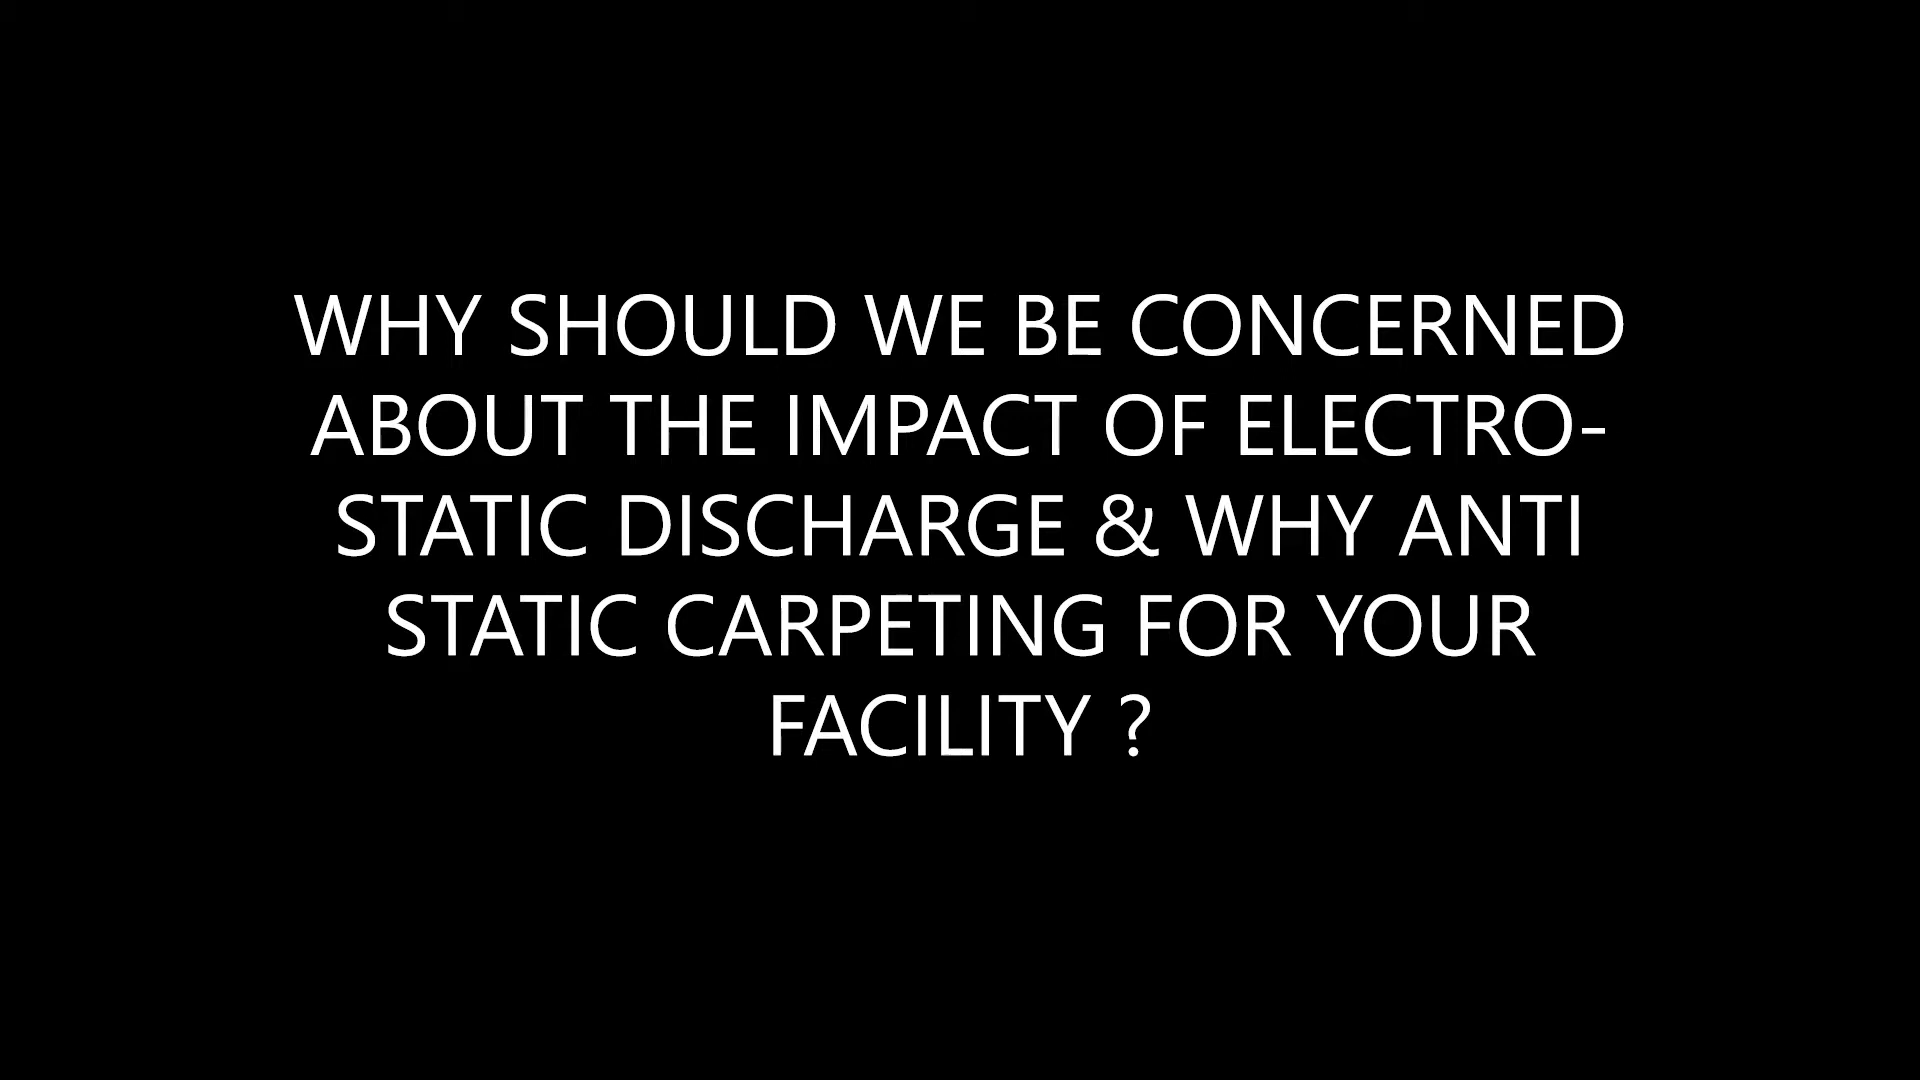 WHY SHOULD WE BE CONCERNED
ABOUT THE IMPACT OF ELECTRO-
STATIC DISCHARGE & WHY ANTI
STATIC CARPETING FOR YOUR
FACILITY ?